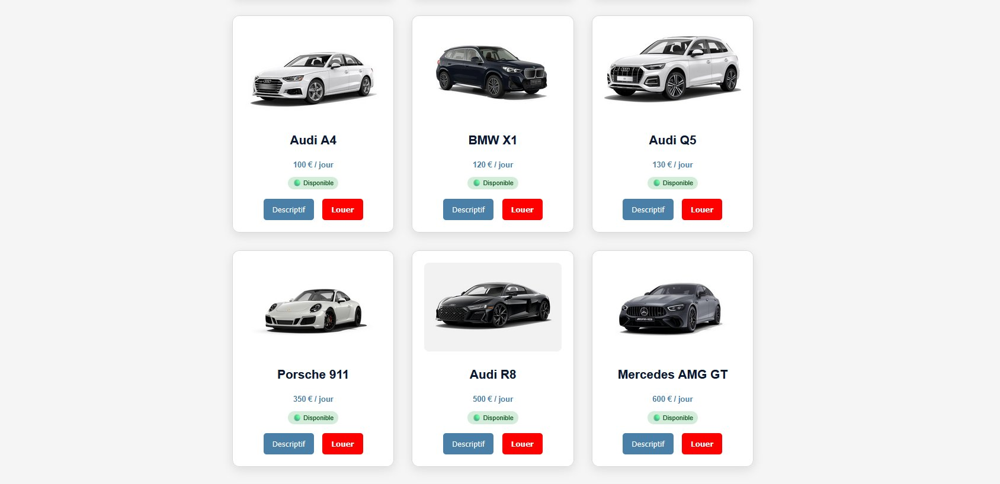 Audi A4
100 € / jour
Disponible
Descriptif
Louer
BMW X1
120 € / jour
Disponible
Descriptif
Louer
Audi Q5
130 € / jour
Disponible
Descriptif
Louer
Porsche 911
350 € / jour
Disponible
Descriptif
Louer
Audi R8
500 € / jour
Disponible
Descriptif
Louer
AMG
Mercedes AMG GT
600 € / jour
Disponible
Descriptif
Louer